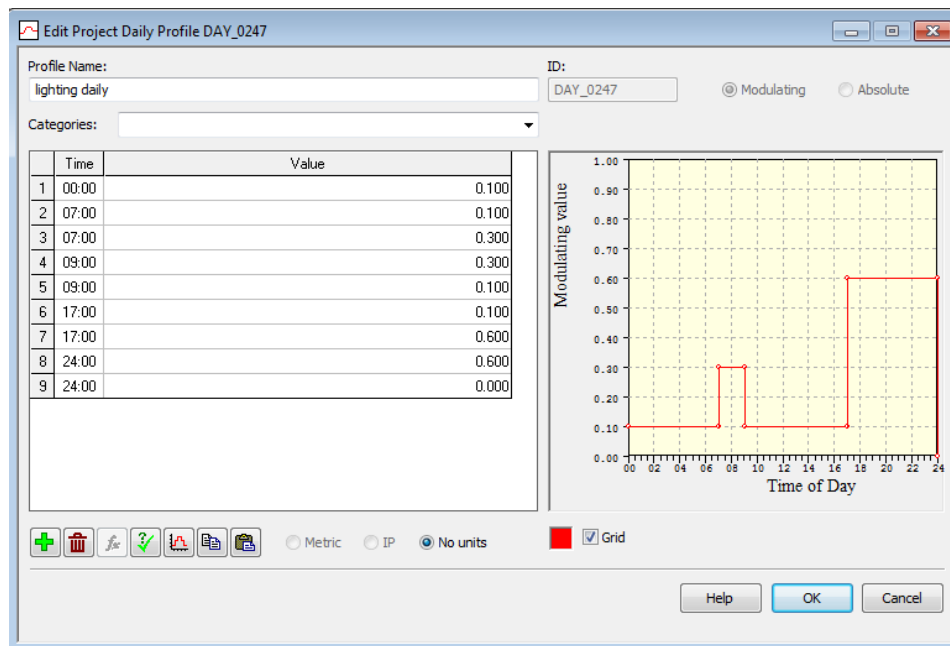 Edit Project Daily Profile DAY_0247
Profile Name:
ID:
lighting daily
DAY_0247
Modulating
Absolute
Categories:
Time Value
1 00:00 0.100
2 07:00 0.100
3 07:00 0.300
4 09:00 0.300
5 09:00 0.100
6 17:00 0.100
7 17:00 0.600
8 24:00 0.600
9 24:00 0.000
Modulating value
1.00
0.90
0.80
0.70
0.60
0.50
0.40
0.30
0.20
0.10
0.00
00 02 04 06 08 10 12 14 16 18 20 22 24
Time of Day
fx
Metric
IP
No units
Grid
Help
OK
Cancel